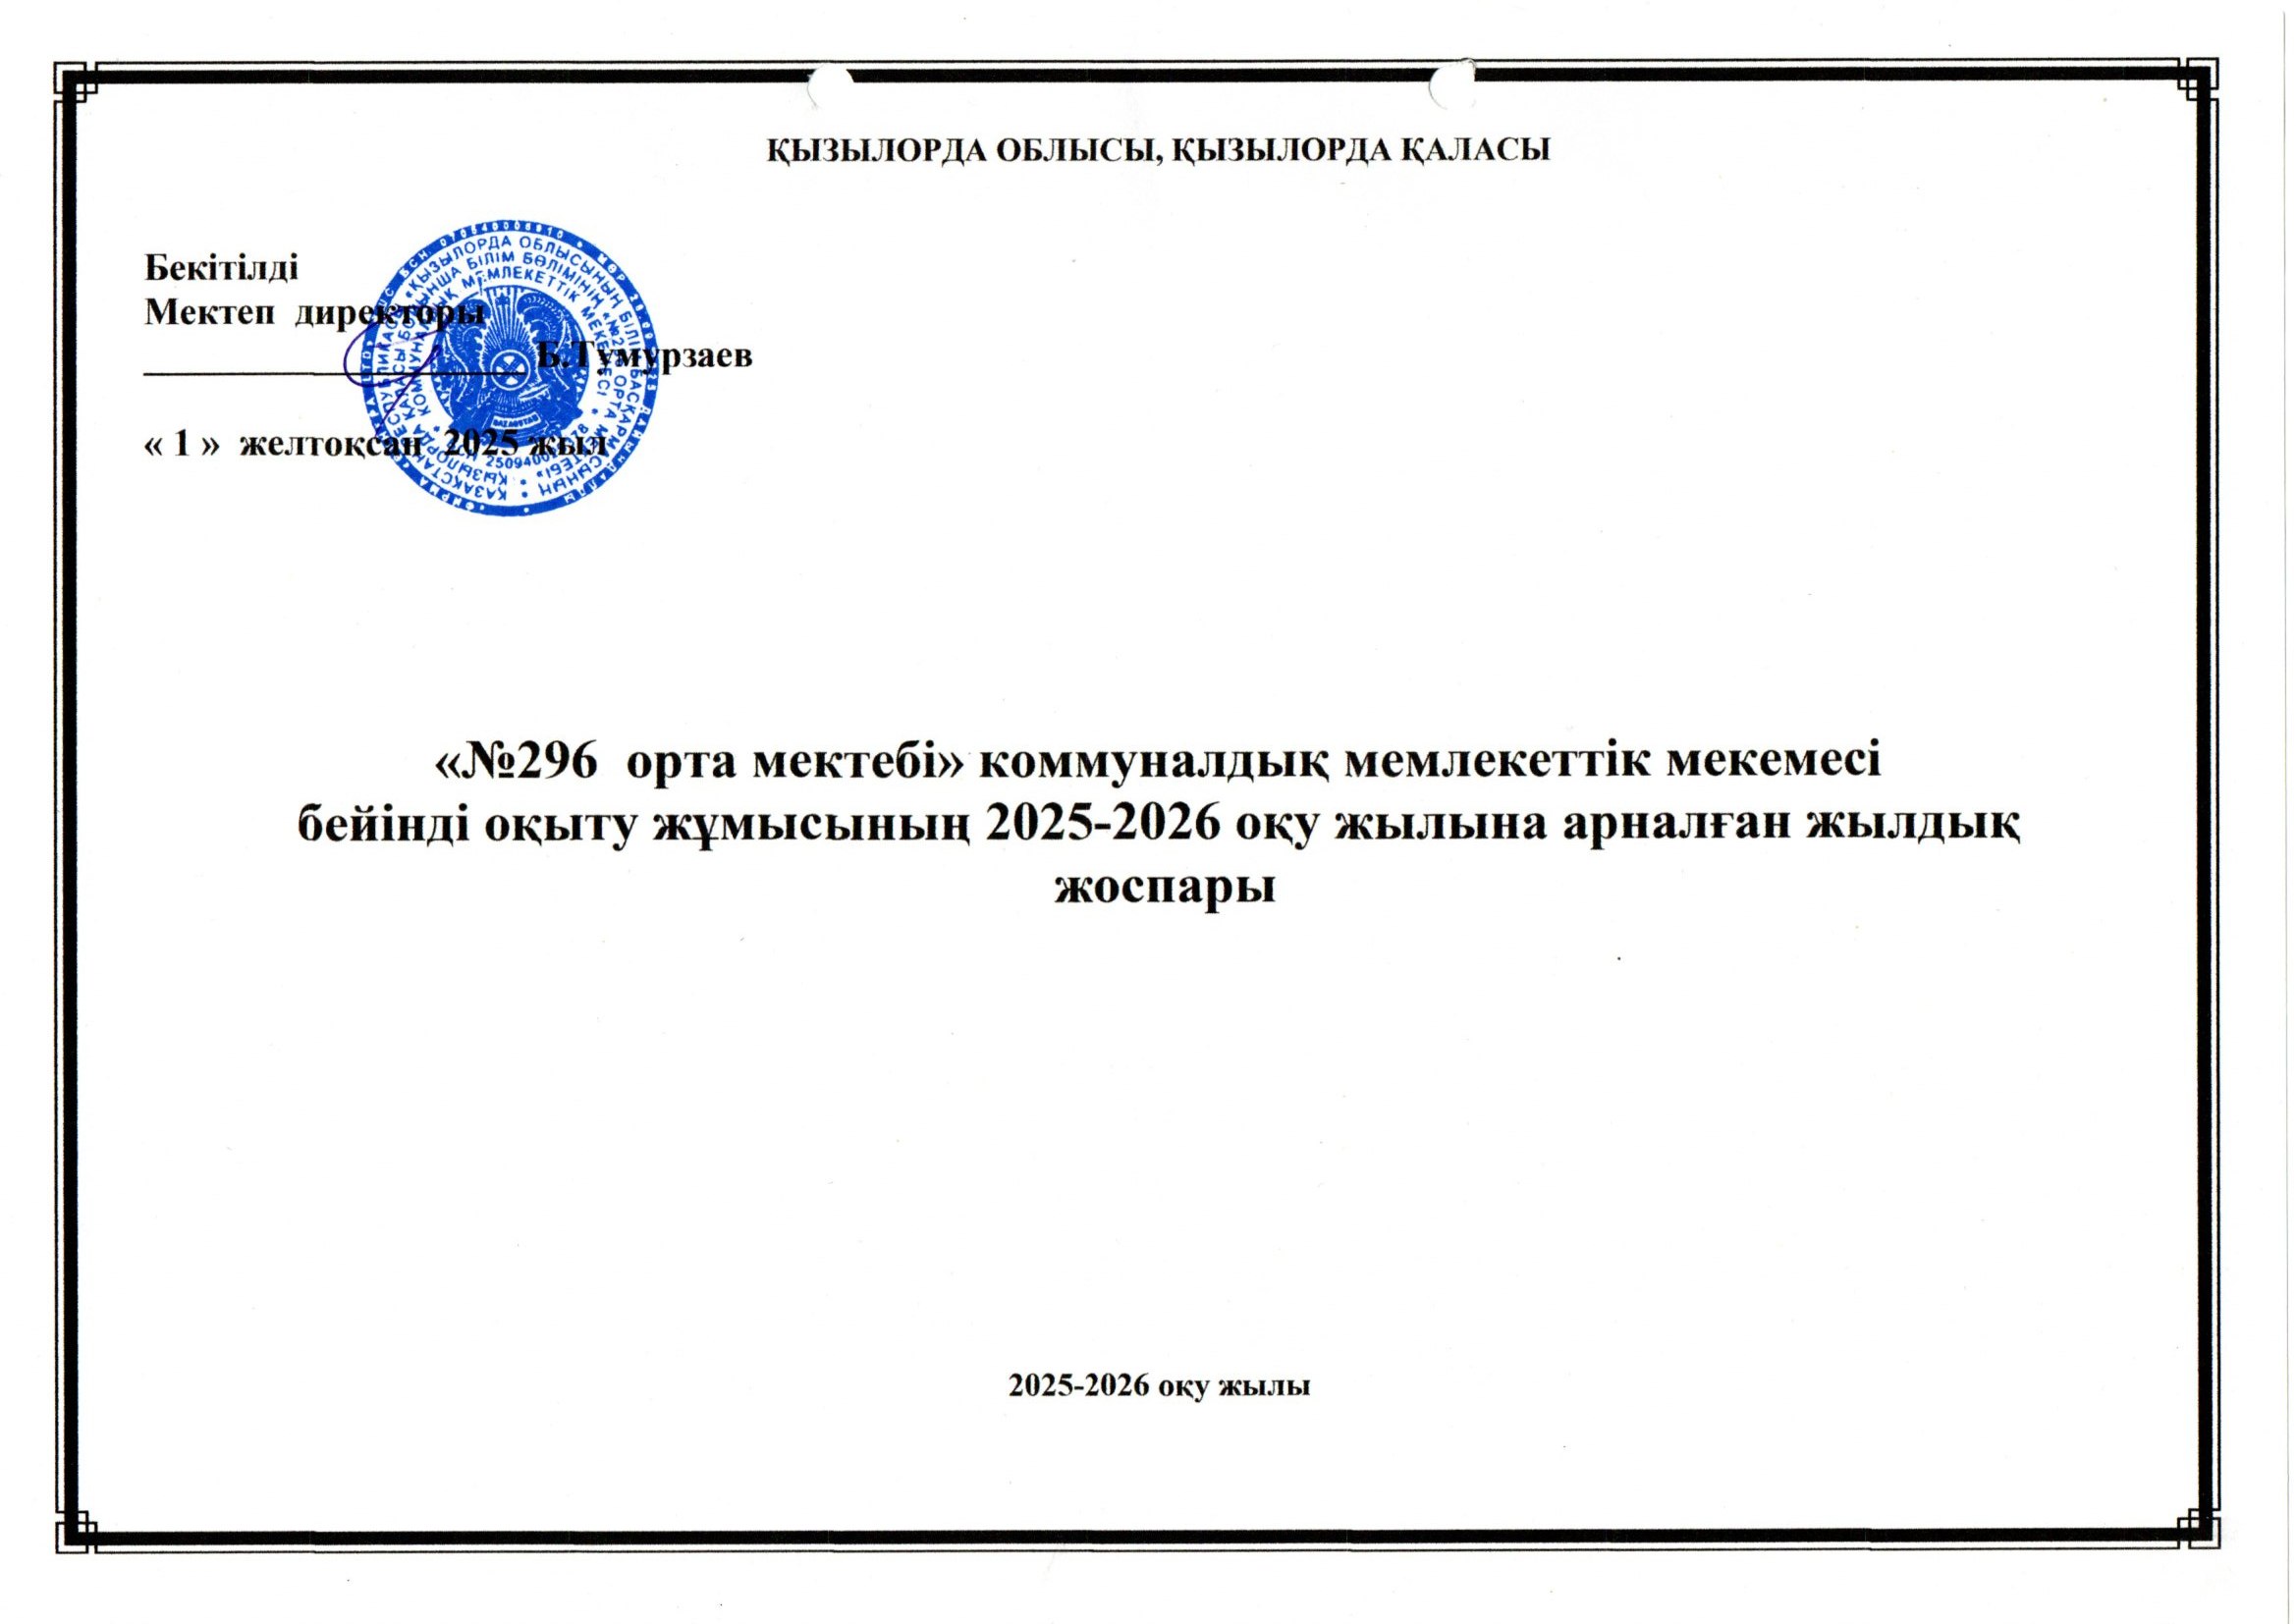 ҚЫЗЫЛОРДА ОБЛЫСЫ, ҚЫЗЫЛОРДА ҚАЛАСЫ
Бекітілді
Мектеп директоры
Б.Тұмурзаев
« 1 » желтоқсан 2025 жыл
«№296 орта мектебі» коммуналдық мемлекеттік мекемесі
бейінді оқыту жұмысының 2025-2026 оқу жылына арналған жылдық
жоспары
2025-2026 оқу жылы